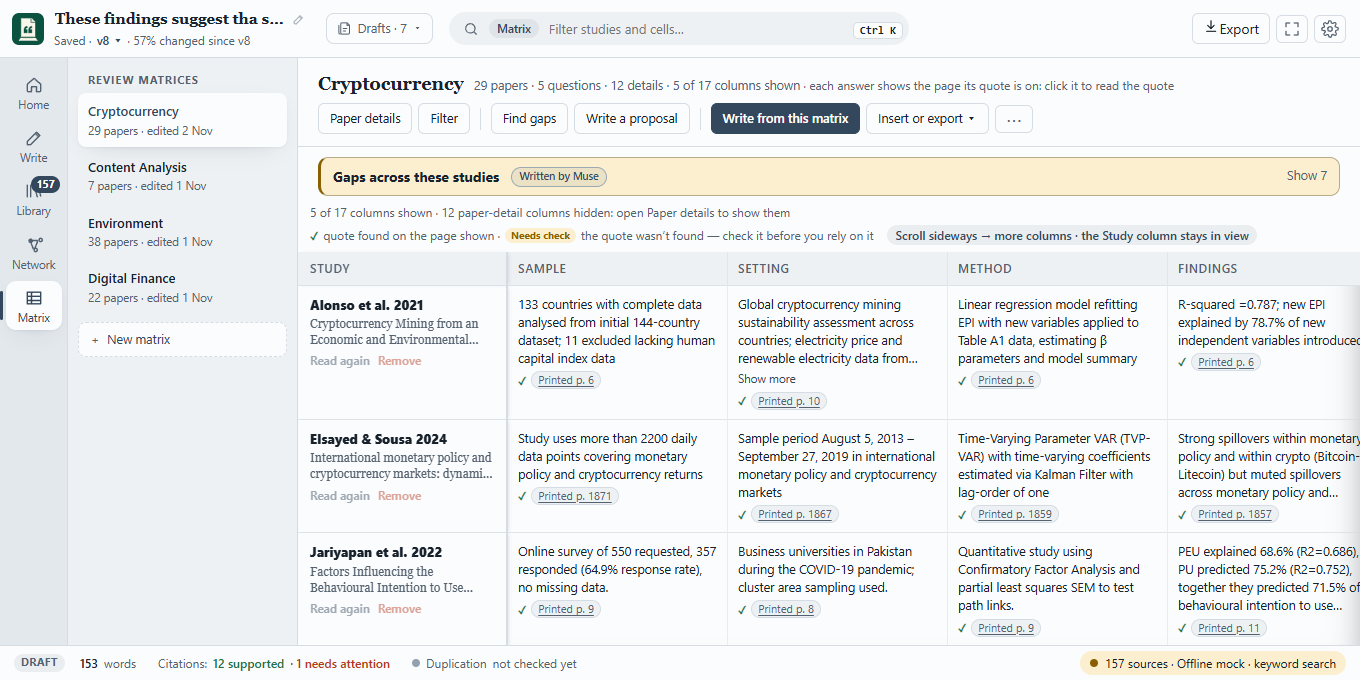 These findings suggest tha s...
Saved · v8 · 57% changed since v8
Drafts · 7
Matrix Filter studies and cells... Ctrl K
Export
Home
Write
157
Library
Network
Matrix
REVIEW MATRICES
Cryptocurrency
29 papers · edited 2 Nov
Content Analysis
7 papers · edited 1 Nov
Environment
38 papers · edited 1 Nov
Digital Finance
22 papers · edited 1 Nov
+ New matrix
Cryptocurrency 29 papers · 5 questions · 12 details · 5 of 17 columns shown · each answer shows the page its quote is on: click it to read the quote
Paper details Filter Find gaps Write a proposal Write from this matrix Insert or export ...
Gaps across these studies Written by Muse Show 7
5 of 17 columns shown · 12 paper-detail columns hidden: open Paper details to show them
✓ quote found on the page shown · Needs check the quote wasn't found — check it before you rely on it Scroll sideways → more columns · the Study column stays in view
STUDY SAMPLE SETTING METHOD FINDINGS
Alonso et al. 2021
Cryptocurrency Mining from an
Economic and Environmental...
Read again Remove
133 countries with complete data
analysed from initial 144-country
dataset; 11 excluded lacking human
capital index data
✓ Printed p. 6
Global cryptocurrency mining
sustainability assessment across
countries; electricity price and
renewable electricity data from...
Show more
✓ Printed p. 10
Linear regression model refitting
EPI with new variables applied to
Table A1 data, estimating β
parameters and model summary
✓ Printed p. 6
R-squared =0.787; new EPI
explained by 78.7% of new
independent variables introduced
✓ Printed p. 6
Elsayed & Sousa 2024
International monetary policy and
cryptocurrency markets: dynami...
Read again Remove
Study uses more than 2200 daily
data points covering monetary
policy and cryptocurrency returns
✓ Printed p. 1871
Sample period August 5, 2013 –
September 27, 2019 in international
monetary policy and cryptocurrency
markets
✓ Printed p. 1867
Time-Varying Parameter VAR (TVP-
VAR) with time-varying coefficients
estimated via Kalman Filter with
lag-order of one
✓ Printed p. 1859
Strong spillovers within monetary
policy and within crypto (Bitcoin-
Litecoin) but muted spillovers
across monetary policy and...
✓ Printed p. 1857
Jariyapan et al. 2022
Factors Influencing the
Behavioural Intention to Use...
Read again Remove
Online survey of 550 requested, 357
responded (64.9% response rate),
no missing data.
✓ Printed p. 9
Business universities in Pakistan
during the COVID-19 pandemic;
cluster area sampling used.
✓ Printed p. 8
Quantitative study using
Confirmatory Factor Analysis and
partial least squares SEM to test
path links.
✓ Printed p. 9
PEU explained 68.6% (R2=0.686),
PU predicted 75.2% (R2=0.752),
together they predicted 71.5% of
behavioural intention to use...
✓ Printed p. 11
DRAFT 153 words Citations: 12 supported · 1 needs attention Duplication not checked yet 157 sources · Offline mock · keyword search